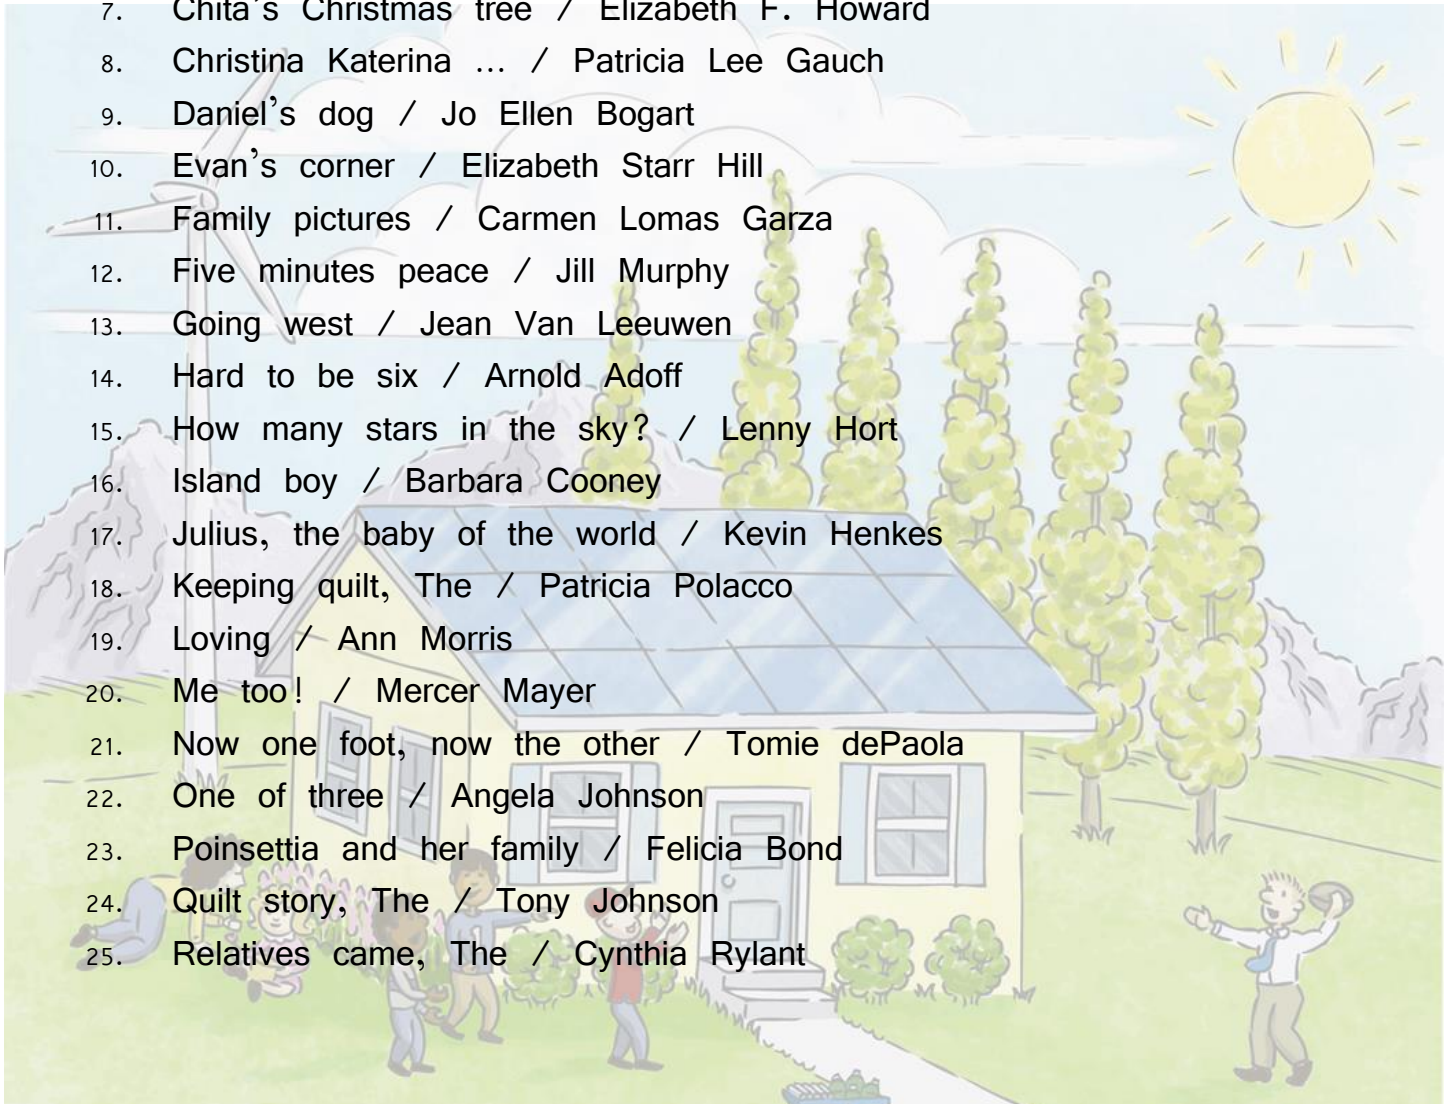 7. Chita's Christmas tree / Elizabeth F. Howard
8. Christina Katerina ... / Patricia Lee Gauch
9. Daniel's dog / Jo Ellen Bogart
10. Evan's corner / Elizabeth Starr Hill
11. Family pictures / Carmen Lomas Garza
12. Five minutes peace / Jill Murphy
13. Going west / Jean Van Leeuwen
14. Hard to be six / Arnold Adoff
15. How many stars in the sky? / Lenny Hort
16. Island boy / Barbara Cooney
17. Julius, the baby of the world / Kevin Henkes
18. Keeping quilt, The / Patricia Polacco
19. Loving / Ann Morris
20. Me too! / Mercer Mayer
21. Now one foot, now the other / Tomie dePaola
22. One of three / Angela Johnson
23. Poinsettia and her family / Felicia Bond
24. Quilt story, The / Tony Johnson
25. Relatives came, The / Cynthia Rylant